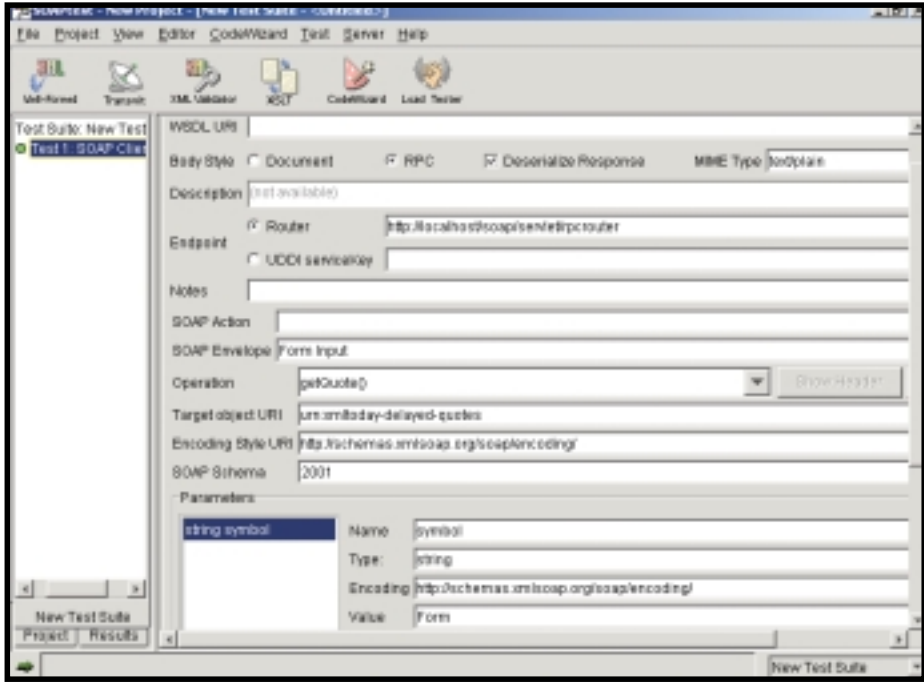 SOAPtest - New Project - [New Test Suite - <Untitled>]
File Project View Editor CodeWizard Test Server Help
Well-Formed Transmit XML Validator XSLT CodeWizard Load Tester
Test Suite: New Test
Test 1: SOAP Clien
WSDL URI
Body Style Document RPC Deserialize Response MIME Type text/plain
Description (not available)
Endpoint
Router http://localhost/soap/servlet/rpcrouter
UDDI serviceKey
Notes
SOAP Action
SOAP Envelope Form Input
Operation getQuote() Show Header
Target object URI urn:xmltoday-delayed-quotes
Encoding Style URI http://schemas.xmlsoap.org/soap/encoding/
SOAP Schema 2001
Parameters
string symbol
Name symbol
Type: string
Encoding http://schemas.xmlsoap.org/soap/encoding/
Value Form
New Test Suite
Project Results
New Test Suite